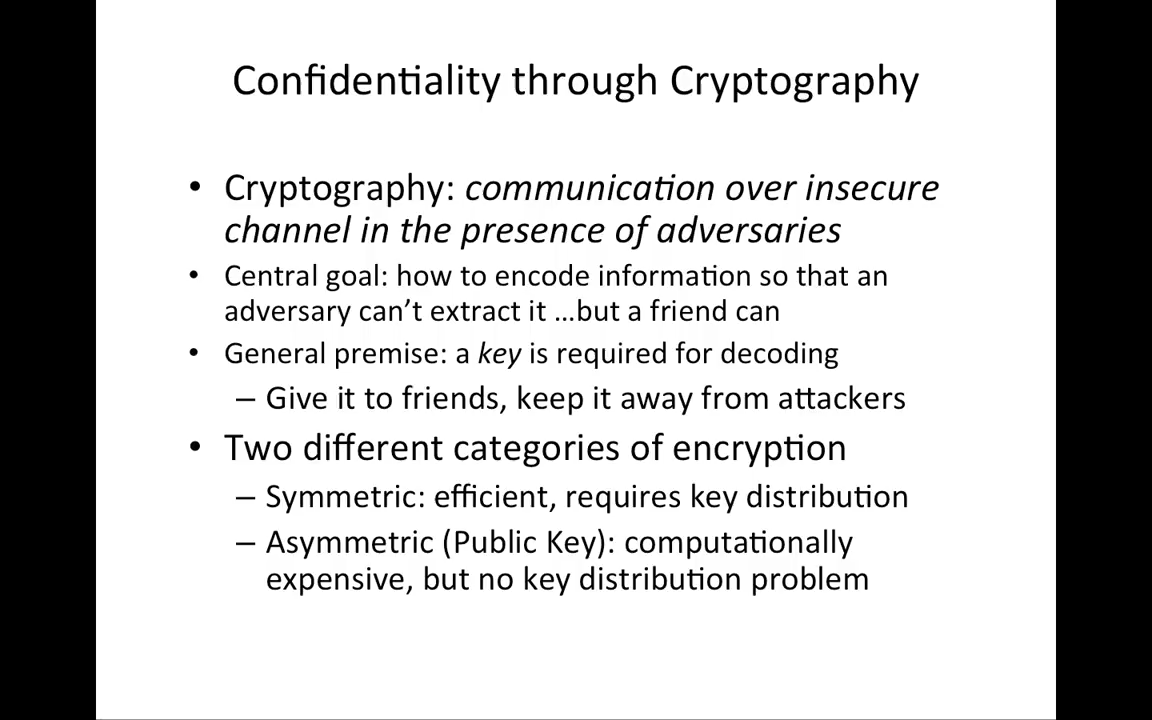 Confidentiality through Cryptography
• Cryptography: communication over insecure
channel in the presence of adversaries
• Central goal: how to encode information so that an
adversary can’t extract it …but a friend can
• General premise: a key is required for decoding
– Give it to friends, keep it away from attackers
• Two different categories of encryption
– Symmetric: efficient, requires key distribution
– Asymmetric (Public Key): computationally
expensive, but no key distribution problem